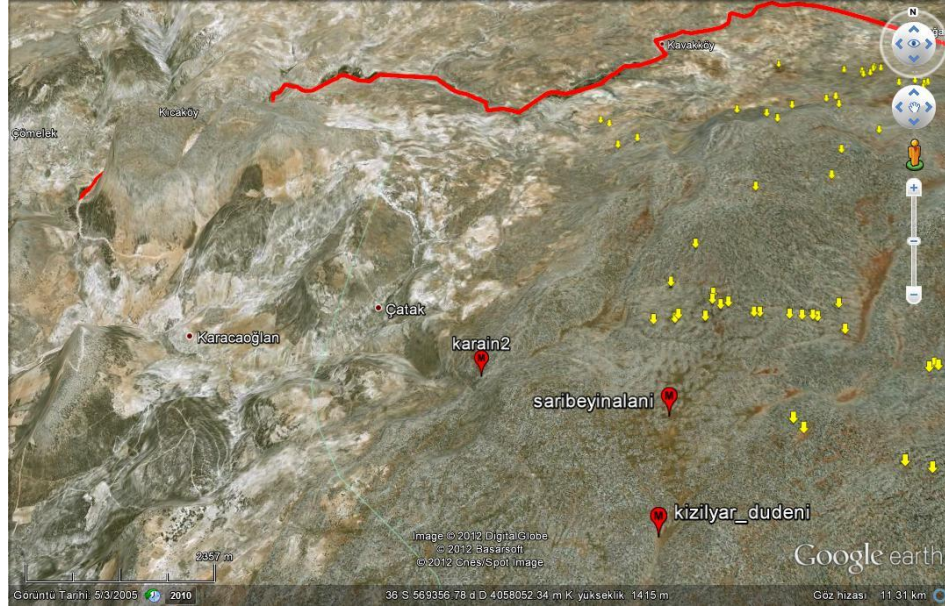 N
Kavakköy
Kıcaköy
Çömelek
Çatak
Karacaoğlan
karain2
saribeyinalani
kizilyar_dudeni
Image © 2012 DigitalGlobe
© 2012 Basarsoft
© 2012 Cnes/Spot Image
Google earth
2357 m
Görüntü Tarihi: 5/3/2005 2010 36 S 569356.78 d D 4058052.34 m K yükseklik 1415 m Göz hizası 11.31 km